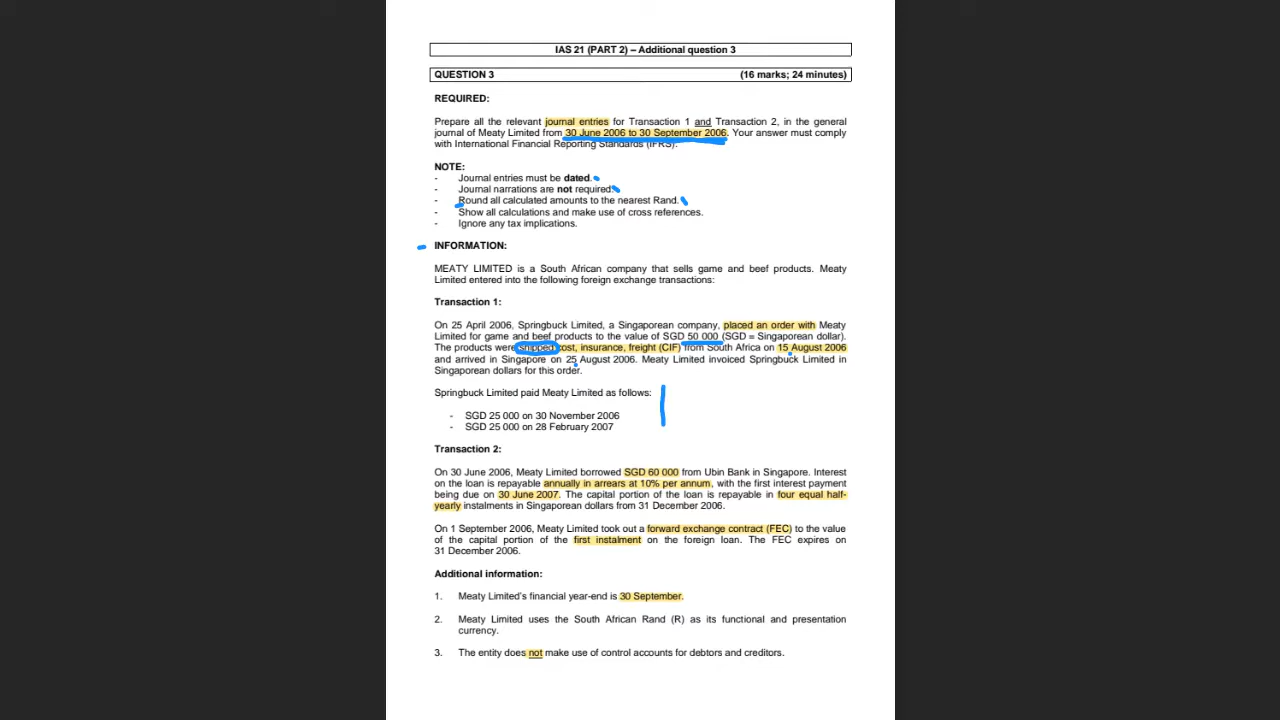 IAS 21 (PART 2) – Additional question 3
QUESTION 3 (16 marks; 24 minutes)
REQUIRED:
Prepare all the relevant journal entries for Transaction 1 and Transaction 2, in the general
journal of Meaty Limited from 30 June 2006 to 30 September 2006. Your answer must comply
with International Financial Reporting Standards (IFRS).
NOTE:
- Journal entries must be dated.
- Journal narrations are not required.
- Round all calculated amounts to the nearest Rand.
- Show all calculations and make use of cross references.
- Ignore any tax implications.
INFORMATION:
MEATY LIMITED is a South African company that sells game and beef products. Meaty
Limited entered into the following foreign exchange transactions:
Transaction 1:
On 25 April 2006, Springbuck Limited, a Singaporean company, placed an order with Meaty
Limited for game and beef products to the value of SGD 50 000 (SGD = Singaporean dollar).
The products were shipped cost, insurance, freight (CIF) from South Africa on 15 August 2006
and arrived in Singapore on 25 August 2006. Meaty Limited invoiced Springbuck Limited in
Singaporean dollars for this order.
Springbuck Limited paid Meaty Limited as follows:
- SGD 25 000 on 30 November 2006
- SGD 25 000 on 28 February 2007
Transaction 2:
On 30 June 2006, Meaty Limited borrowed SGD 60 000 from Ubin Bank in Singapore. Interest
on the loan is repayable annually in arrears at 10% per annum, with the first interest payment
being due on 30 June 2007. The capital portion of the loan is repayable in four equal half-
yearly instalments in Singaporean dollars from 31 December 2006.
On 1 September 2006, Meaty Limited took out a forward exchange contract (FEC) to the value
of the capital portion of the first instalment on the foreign loan. The FEC expires on
31 December 2006.
Additional information:
1. Meaty Limited's financial year-end is 30 September.
2. Meaty Limited uses the South African Rand (R) as its functional and presentation
currency.
3. The entity does not make use of control accounts for debtors and creditors.